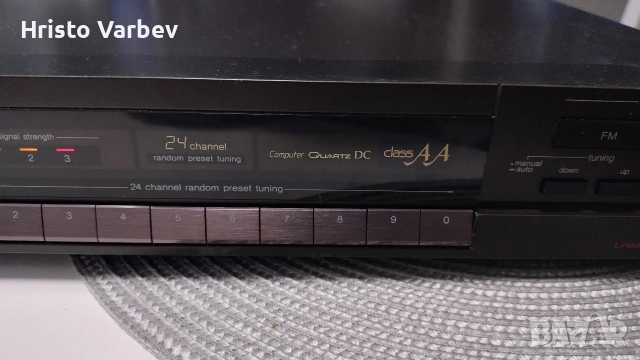 Hristo Varbev
signal strength
2 3
24 channel
random preset tuning
Computer QUARTZ DC class AA
24 channel random preset tuning
2 3 4 5 6 7 8 9 0
FM
manual
auto
tuning
down up